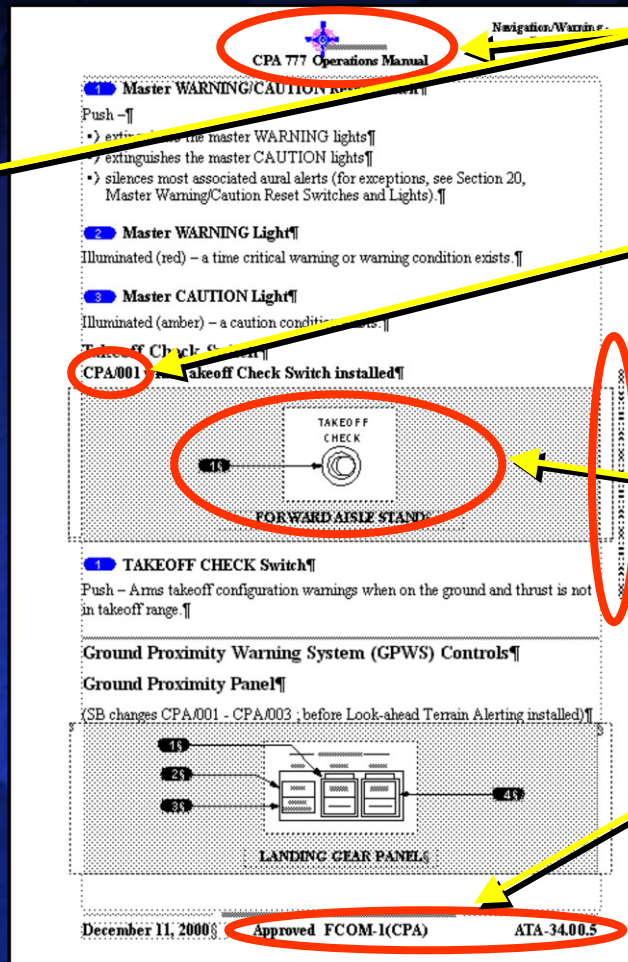 Navigation/Warning -
CPA 777 Operations Manual
1 Master WARNING/CAUTION Reset ¶
Push –¶
extinguishes the master WARNING lights¶
extinguishes the master CAUTION lights¶
silences most associated aural alerts (for exceptions, see Section 20,
Master Warning/Caution Reset Switches and Lights).¶
2 Master WARNING Light¶
Illuminated (red) – a time critical warning or warning condition exists.¶
3 Master CAUTION Light¶
Illuminated (amber) – a caution condition exists.¶
Takeoff Check Switch¶
CPA/001 with Takeoff Check Switch installed¶
TAKEOFF
CHECK
1§
FORWARD AISLE STAND§
1 TAKEOFF CHECK Switch¶
Push – Arms takeoff configuration warnings when on the ground and thrust is not
in takeoff range.¶
Ground Proximity Warning System (GPWS) Controls¶
Ground Proximity Panel¶
(SB changes CPA/001 - CPA/003 ; before Look-ahead Terrain Alerting installed)¶
1§
2§
3§
4§
LANDING GEAR PANEL§
December 11, 2000§ Approved FCOM-1(CPA) ATA-34.00.5